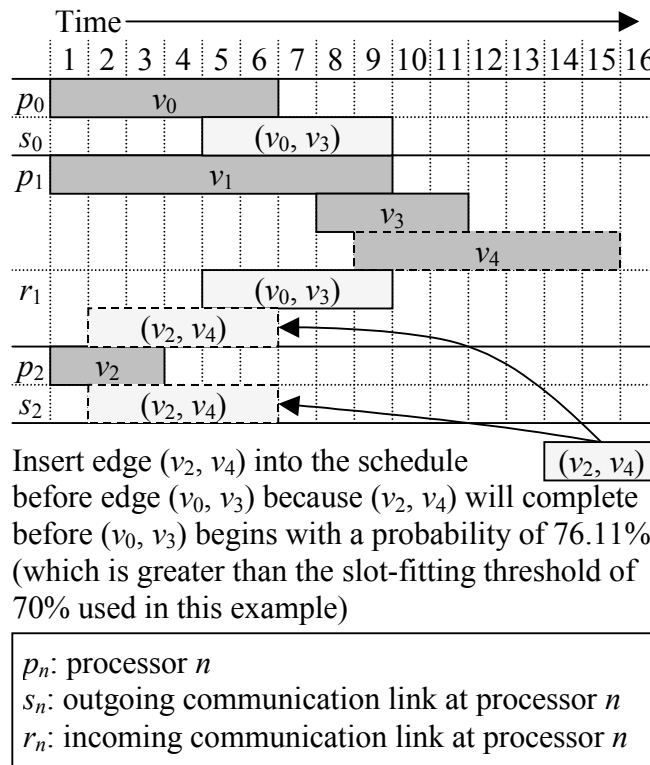 Time
1 2 3 4 5 6 7 8 9 10 11 12 13 14 15 16
p0 v0
s0 (v0, v3)
p1 v1
v3
v4
r1 (v0, v3)
(v2, v4)
p2 v2
s2 (v2, v4)
(v2, v4)
Insert edge (v2, v4) into the schedule
before edge (v0, v3) because (v2, v4) will complete
before (v0, v3) begins with a probability of 76.11%
(which is greater than the slot-fitting threshold of
70% used in this example)
pn: processor n
sn: outgoing communication link at processor n
rn: incoming communication link at processor n